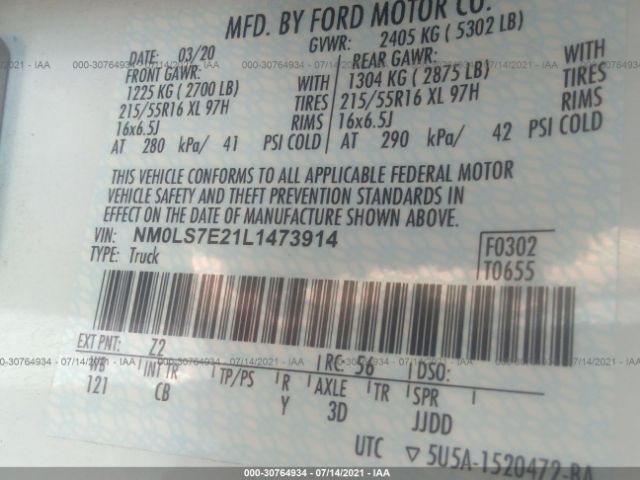 MFD. BY FORD MOTOR CO.
DATE: 03/20 GVWR: 2405 KG ( 5302 LB)
FRONT GAWR: REAR GAWR:
1225 KG ( 2700 LB) WITH 1304 KG ( 2875 LB) WITH
215/55R16 XL 97H TIRES 215/55R16 XL 97H TIRES
16x6.5J RIMS 16x6.5J RIMS
AT 280 kPa/ 41 PSI COLD AT 290 kPa/ 42 PSI COLD
THIS VEHICLE CONFORMS TO ALL APPLICABLE FEDERAL MOTOR
VEHICLE SAFETY AND THEFT PREVENTION STANDARDS IN
EFFECT ON THE DATE OF MANUFACTURE SHOWN ABOVE.
VIN: NM0LS7E21L1473914 F0302
TYPE: Truck T0655
EXT PNT: Z2 RC: 56 DSO:
WB INT TR TP/PS R AXLE TR SPR
121 CB Y 3D JJDD
UTC ▽ 5U5A-1520472-BA
000-30764934 - 07/14/2021 - IAA